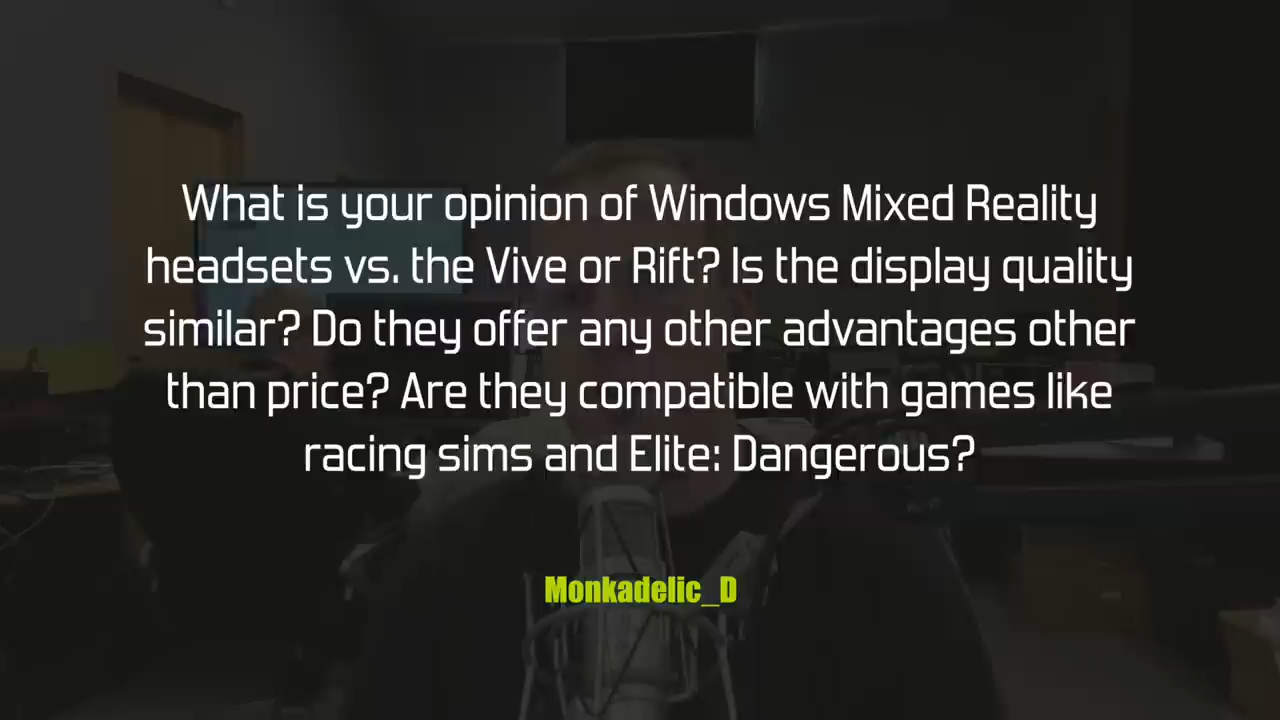 What is your opinion of Windows Mixed Reality
headsets vs. the Vive or Rift? Is the display quality
similar? Do they offer any other advantages other
than price? Are they compatible with games like
racing sims and Elite: Dangerous?
Monkadelic_D